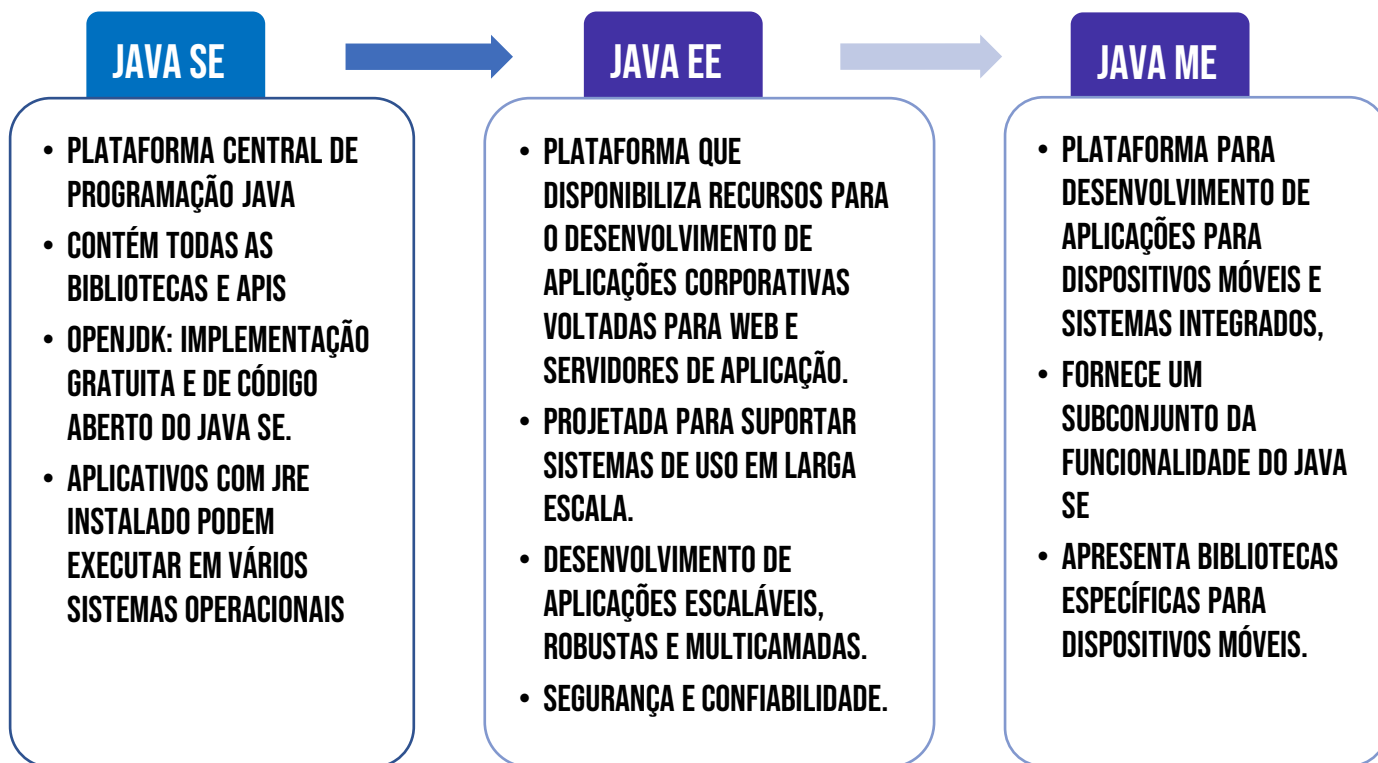 JAVA SE
• PLATAFORMA CENTRAL DE
PROGRAMAÇÃO JAVA
• CONTÉM TODAS AS
BIBLIOTECAS E APIS
• OPENJDK: IMPLEMENTAÇÃO
GRATUITA E DE CÓDIGO
ABERTO DO JAVA SE.
• APLICATIVOS COM JRE
INSTALADO PODEM
EXECUTAR EM VÁRIOS
SISTEMAS OPERACIONAIS
JAVA EE
• PLATAFORMA QUE
DISPONIBILIZA RECURSOS PARA
O DESENVOLVIMENTO DE
APLICAÇÕES CORPORATIVAS
VOLTADAS PARA WEB E
SERVIDORES DE APLICAÇÃO.
• PROJETADA PARA SUPORTAR
SISTEMAS DE USO EM LARGA
ESCALA.
• DESENVOLVIMENTO DE
APLICAÇÕES ESCALÁVEIS,
ROBUSTAS E MULTICAMADAS.
• SEGURANÇA E CONFIABILIDADE.
JAVA ME
• PLATAFORMA PARA
DESENVOLVIMENTO DE
APLICAÇÕES PARA
DISPOSITIVOS MÓVEIS E
SISTEMAS INTEGRADOS,
• FORNECE UM
SUBCONJUNTO DA
FUNCIONALIDADE DO JAVA
SE
• APRESENTA BIBLIOTECAS
ESPECÍFICAS PARA
DISPOSITIVOS MÓVEIS.